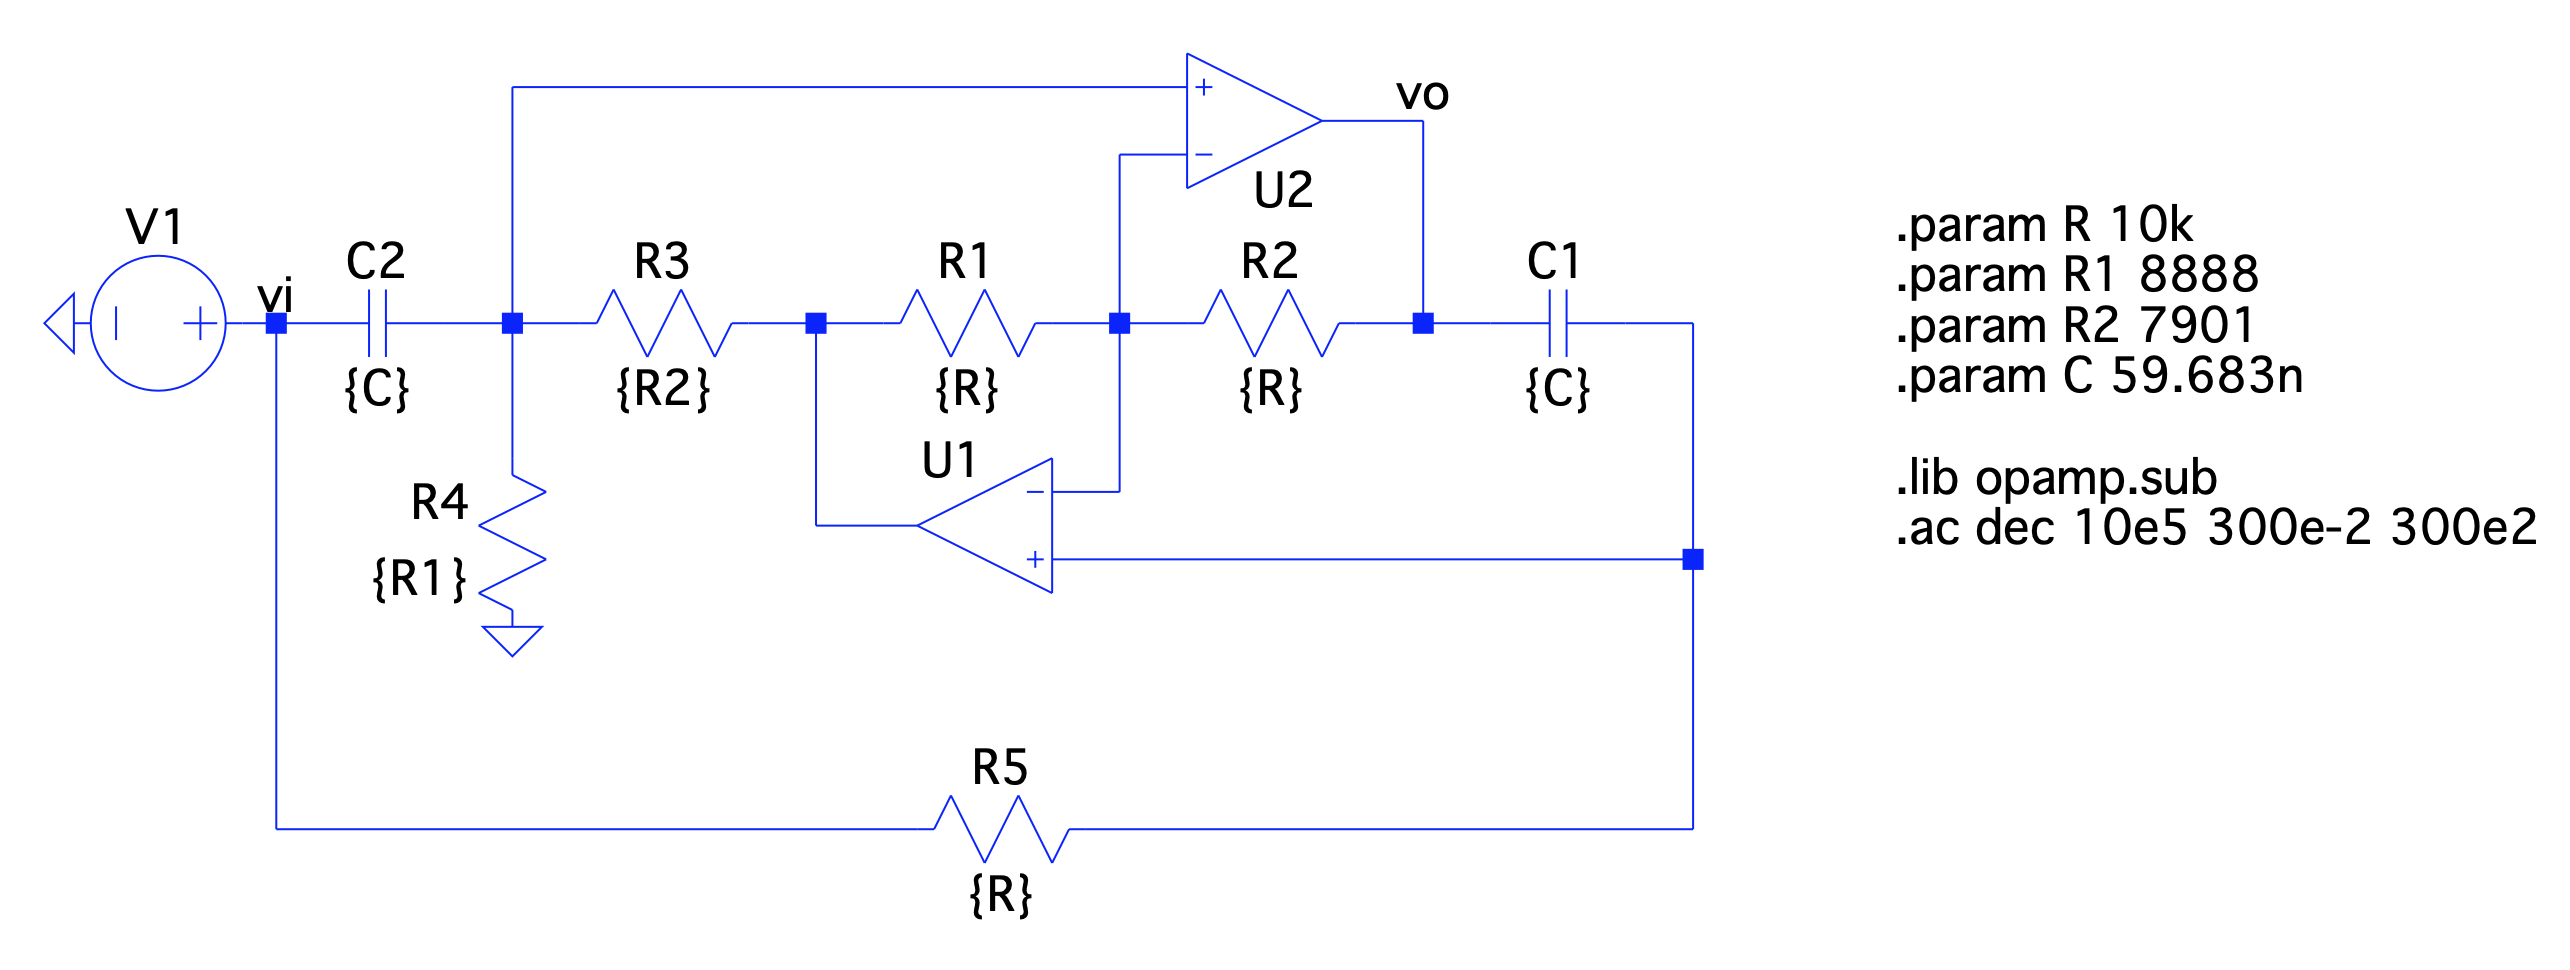 vo
+
−
U2
V1
vi
C2
R3
R1
R2
C1
{C}
{R2}
{R}
{R}
{C}
U1
−
+
R4
{R1}
R5
{R}
.param R 10k
.param R1 8888
.param R2 7901
.param C 59.683n
.lib opamp.sub
.ac dec 10e5 300e-2 300e2